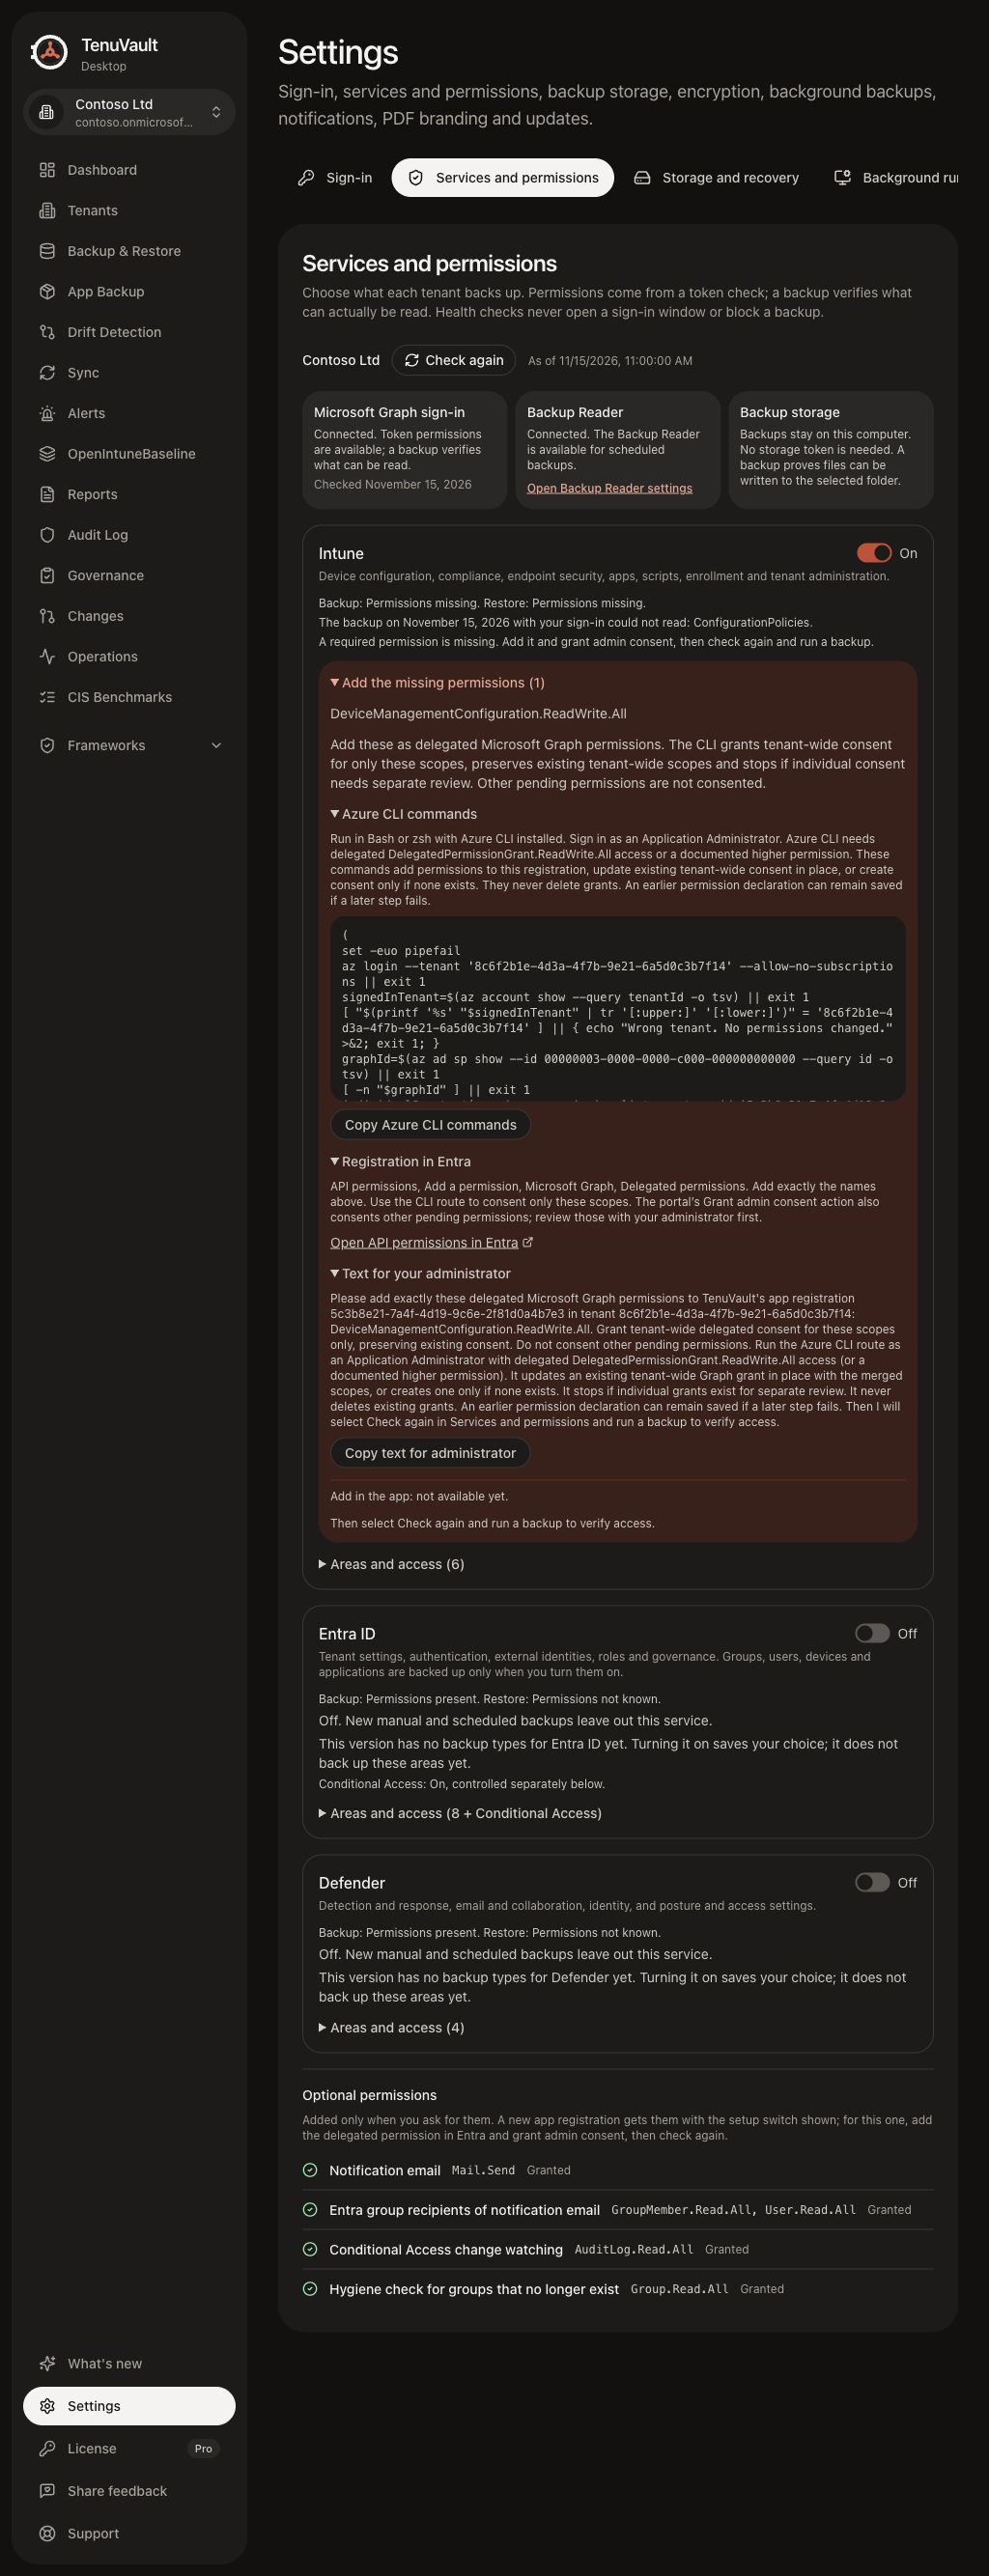 TenuVault
Desktop
Contoso Ltd
contoso.onmicrosof...
Dashboard
Tenants
Backup & Restore
App Backup
Drift Detection
Sync
Alerts
OpenIntuneBaseline
Reports
Audit Log
Governance
Changes
Operations
CIS Benchmarks
Frameworks
What's new
Settings
License
Pro
Share feedback
Support
Settings
Sign-in, services and permissions, backup storage, encryption, background backups,
notifications, PDF branding and updates.
Sign-in
Services and permissions
Storage and recovery
Background
Services and permissions
Choose what each tenant backs up. Permissions come from a token check; a backup verifies what
can actually be read. Health checks never open a sign-in window or block a backup.
Contoso Ltd
Check again
As of 11/15/2026, 11:00:00 AM
Microsoft Graph sign-in
Connected. Token permissions
are available; a backup verifies
what can be read.
Checked November 15, 2026
Backup Reader
Connected. The Backup Reader
is available for scheduled
backups.
Open Backup Reader settings
Backup storage
Backups stay on this computer.
No storage token is needed. A
backup proves files can be
written to the selected folder.
Intune
On
Device configuration, compliance, endpoint security, apps, scripts, enrollment and tenant administration.
Backup: Permissions missing. Restore: Permissions missing.
The backup on November 15, 2026 with your sign-in could not read: ConfigurationPolicies.
A required permission is missing. Add it and grant admin consent, then check again and run a backup.
Add the missing permissions (1)
DeviceManagementConfiguration.ReadWrite.All
Add these as delegated Microsoft Graph permissions. The CLI grants tenant-wide consent
for only these scopes, preserves existing tenant-wide scopes and stops if individual consent
needs separate review. Other pending permissions are not consented.
Azure CLI commands
Run in Bash or zsh with Azure CLI installed. Sign in as an Application Administrator. Azure CLI needs
delegated DelegatedPermissionGrant.ReadWrite.All access or a documented higher permission. These
commands add permissions to this registration, update existing tenant-wide consent in place, or create
consent only if none exists. They never delete grants. An earlier permission declaration can remain saved
if a later step fails.
(
set -euo pipefail
az login --tenant '8c6f2b1e-4d3a-4f7b-9e21-6a5d0c3b7f14' --allow-no-subscriptio
ns || exit 1
signedInTenant=$(az account show --query tenantId -o tsv) || exit 1
[ "$(printf '%s' "$signedInTenant" | tr '[:upper:]' '[:lower:]')" = '8c6f2b1e-4
d3a-4f7b-9e21-6a5d0c3b7f14' ] || { echo "Wrong tenant. No permissions changed."
>&2; exit 1; }
graphId=$(az ad sp show --id 00000003-0000-0000-c000-000000000000 --query id -o
tsv) || exit 1
[ -n "$graphId" ] || exit 1
Copy Azure CLI commands
Registration in Entra
API permissions, Add a permission, Microsoft Graph, Delegated permissions. Add exactly the names
above. Use the CLI route to consent only these scopes. The portal's Grant admin consent action also
consents other pending permissions; review those with your administrator first.
Open API permissions in Entra
Text for your administrator
Please add exactly these delegated Microsoft Graph permissions to TenuVault's app registration
5c3b8e21-7a4f-4d19-9c6e-2f81d0a4b7e3 in tenant 8c6f2b1e-4d3a-4f7b-9e21-6a5d0c3b7f14:
DeviceManagementConfiguration.ReadWrite.All. Grant tenant-wide delegated consent for these scopes
only, preserving existing consent. Do not consent other pending permissions. Run the Azure CLI route as
an Application Administrator with delegated DelegatedPermissionGrant.ReadWrite.All access (or a
documented higher permission). It updates an existing tenant-wide Graph grant in place with the merged
scopes, or creates one only if none exists. It stops if individual grants exist for separate review. It never
deletes existing grants. An earlier permission declaration can remain saved if a later step fails. Then I will
select Check again in Services and permissions and run a backup to verify access.
Copy text for administrator
Add in the app: not available yet.
Then select Check again and run a backup to verify access.
Areas and access (6)
Entra ID
Off
Tenant settings, authentication, external identities, roles and governance. Groups, users, devices and
applications are backed up only when you turn them on.
Backup: Permissions present. Restore: Permissions not known.
Off. New manual and scheduled backups leave out this service.
This version has no backup types for Entra ID yet. Turning it on saves your choice; it does not
back up these areas yet.
Conditional Access: On, controlled separately below.
Areas and access (8 + Conditional Access)
Defender
Off
Detection and response, email and collaboration, identity, and posture and access settings.
Backup: Permissions present. Restore: Permissions not known.
Off. New manual and scheduled backups leave out this service.
This version has no backup types for Defender yet. Turning it on saves your choice; it does not
back up these areas yet.
Areas and access (4)
Optional permissions
Added only when you ask for them. A new app registration gets them with the setup switch shown; for this one, add
the delegated permission in Entra and grant admin consent, then check again.
Notification email Mail.Send Granted
Entra group recipients of notification email GroupMember.Read.All, User.Read.All Granted
Conditional Access change watching AuditLog.Read.All Granted
Hygiene check for groups that no longer exist Group.Read.All Granted